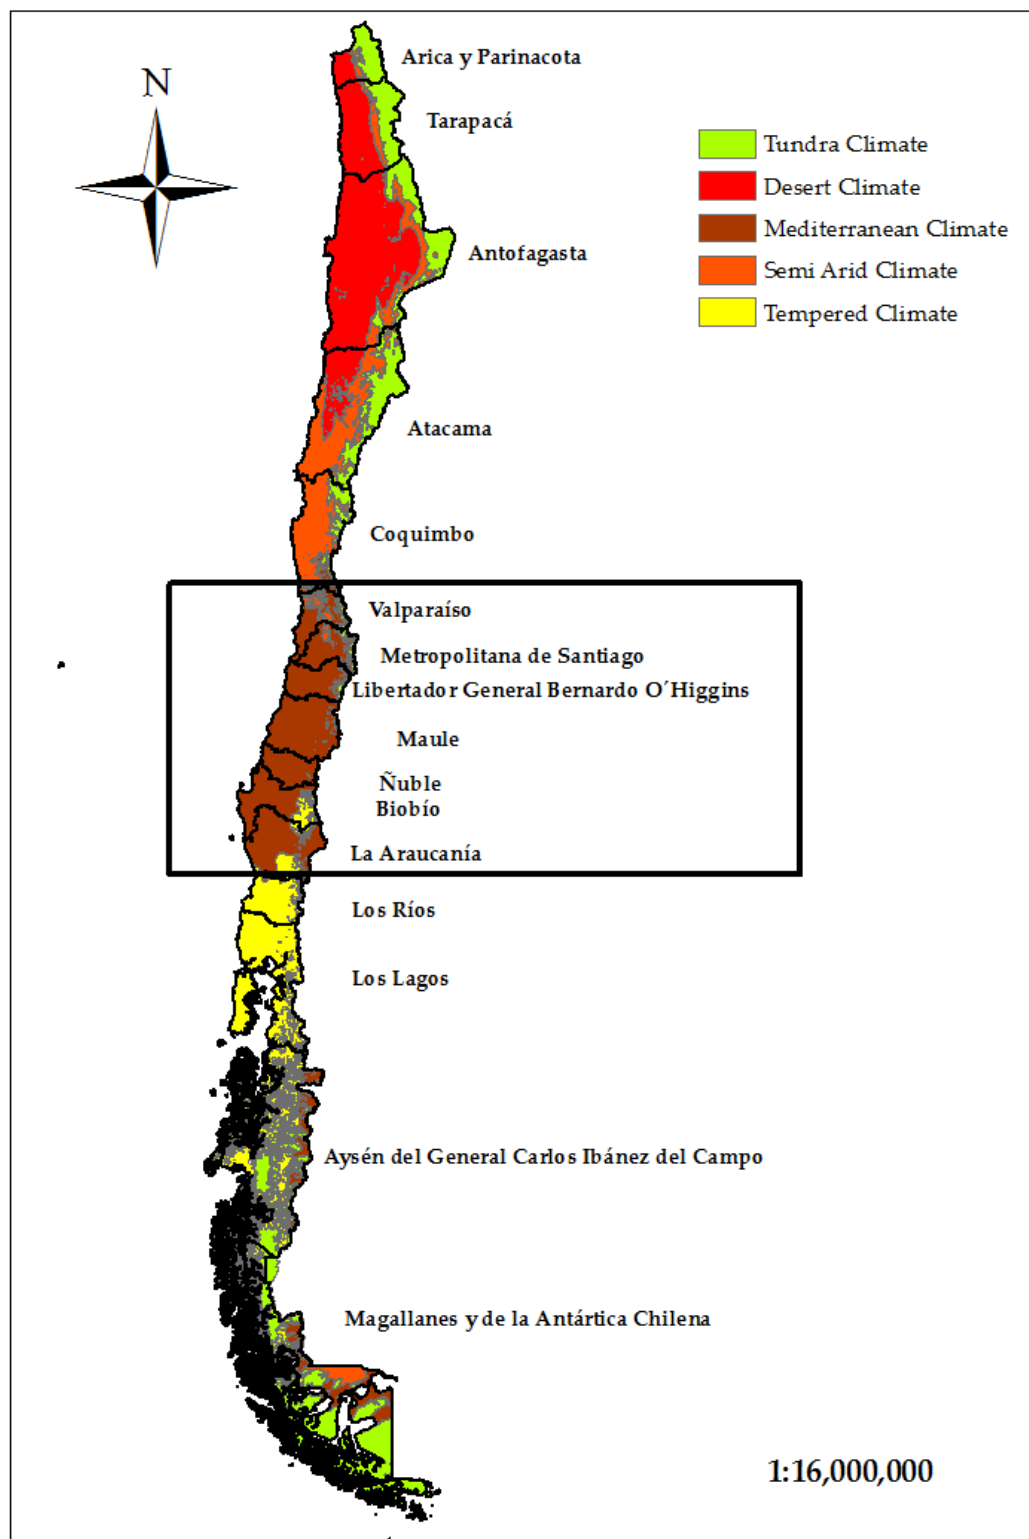 N
Arica y Parinacota
Tarapacá
Tundra Climate
Desert Climate
Mediterranean Climate
Semi Arid Climate
Tempered Climate
Antofagasta
Atacama
Coquimbo
Valparaíso
Metropolitana de Santiago
Libertador General Bernardo O´Higgins
Maule
Ñuble
Biobío
La Araucanía
Los Ríos
Los Lagos
Aysén del General Carlos Ibánez del Campo
Magallanes y de la Antártica Chilena
1:16,000,000